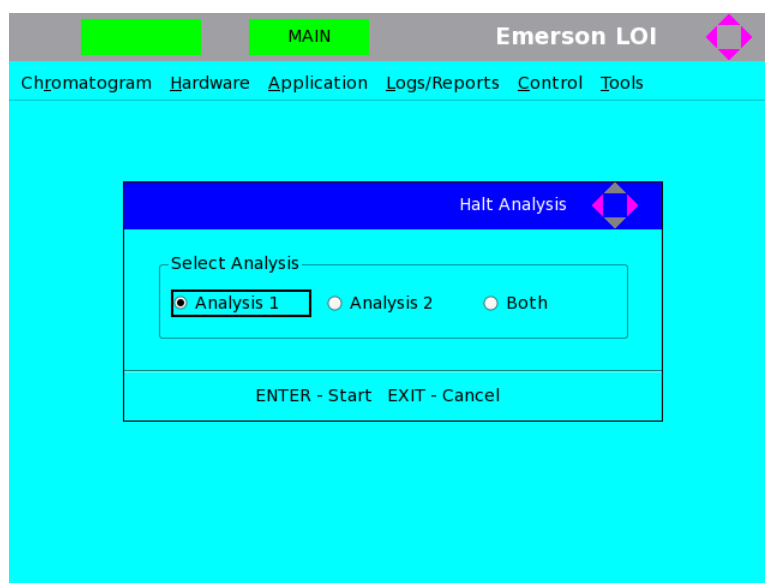 MAIN Emerson LOI
Chromatogram Hardware Application Logs/Reports Control Tools
Halt Analysis
Select Analysis
Analysis 1 Analysis 2 Both
ENTER - Start EXIT - Cancel